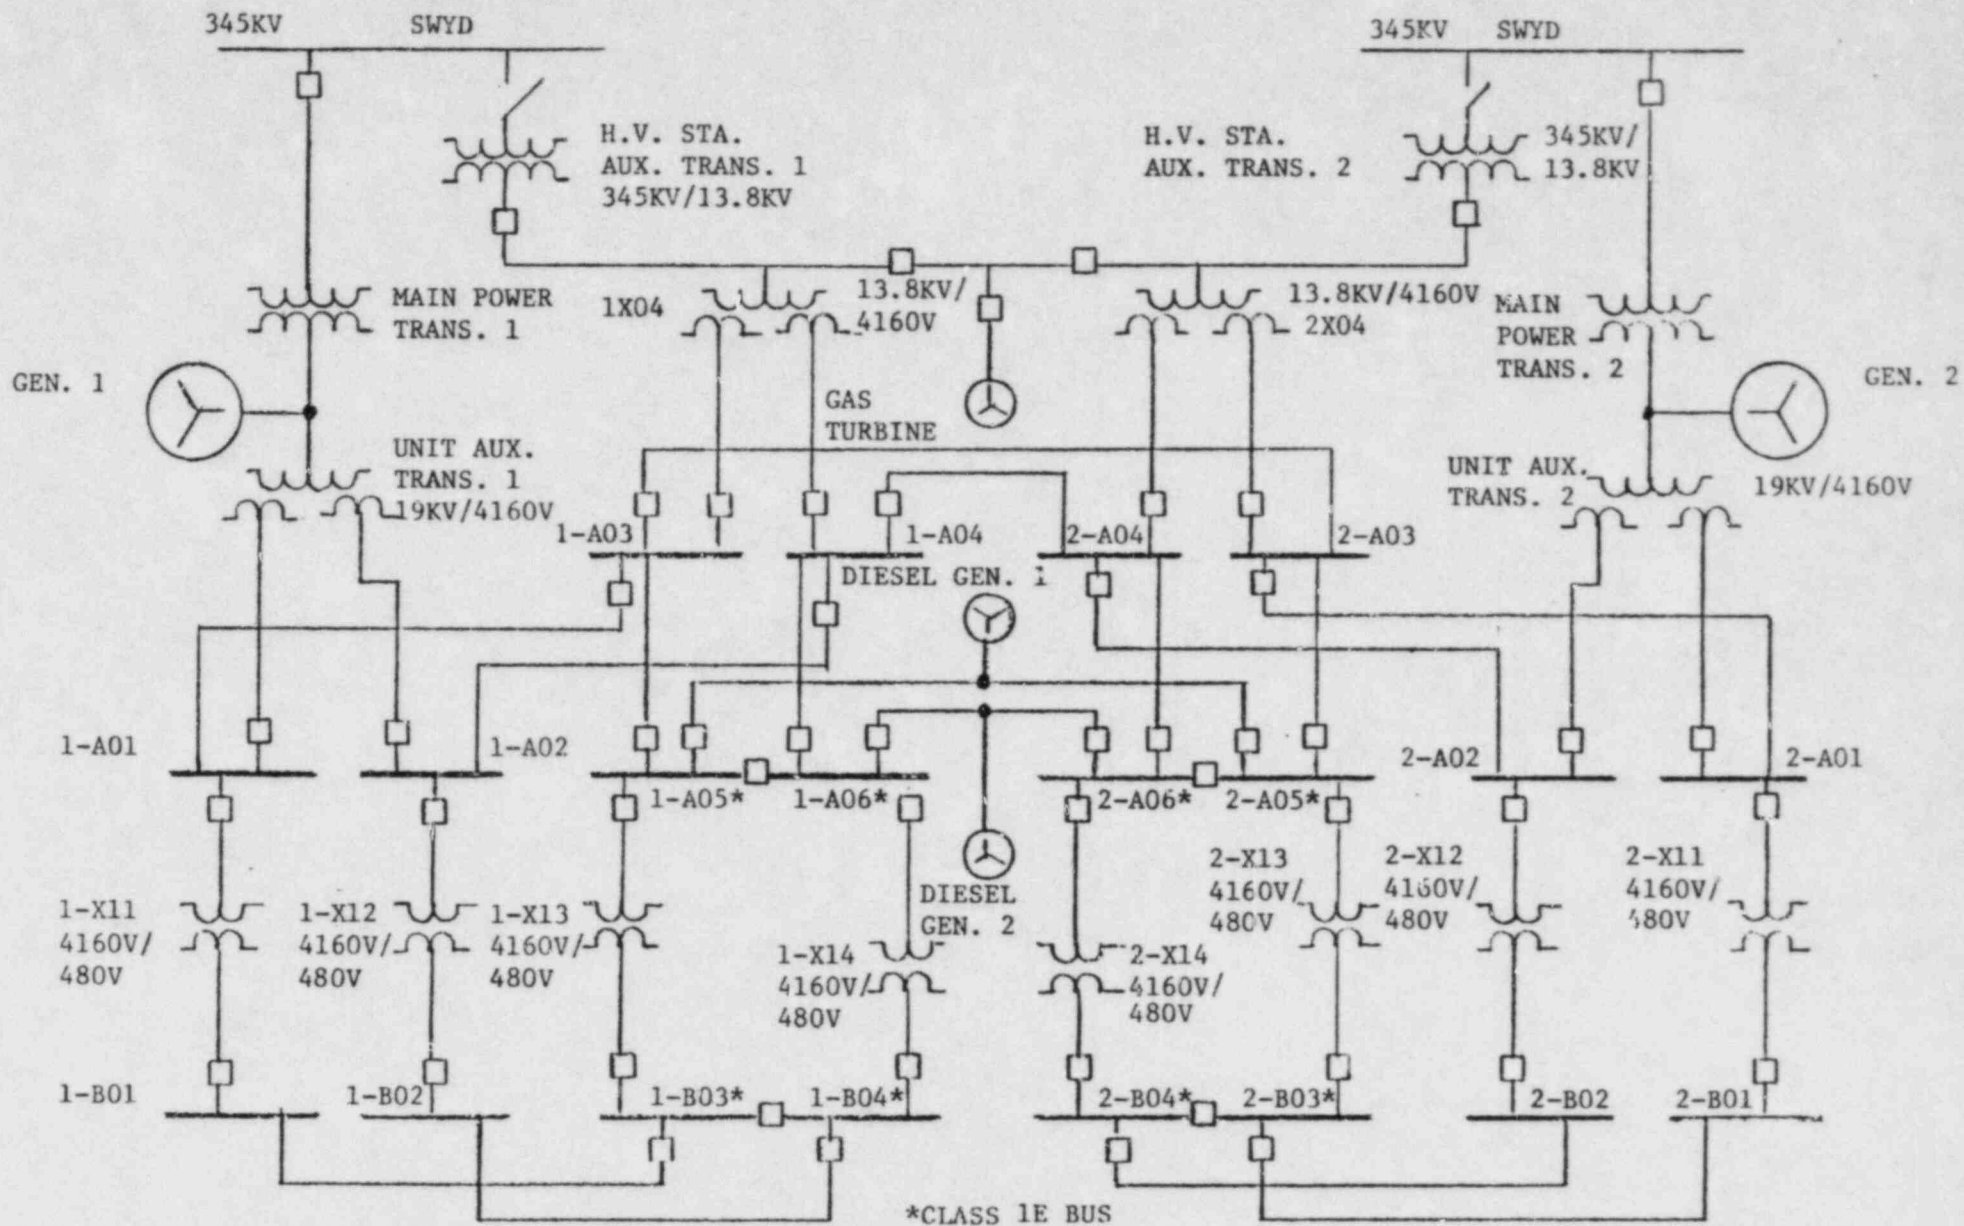 345KV SWYD
345KV SWYD
H.V. STA.
AUX. TRANS. 1
345KV/13.8KV
H.V. STA.
AUX. TRANS. 2
345KV/
13.8KV
MAIN POWER
TRANS. 1
1X04
13.8KV/
4160V
13.8KV/4160V
2X04
MAIN
POWER
TRANS. 2
GEN. 1
GEN. 2
GAS
TURBINE
UNIT AUX.
TRANS. 1
19KV/4160V
UNIT AUX.
TRANS. 2
19KV/4160V
1-A03
1-A04
2-A04
2-A03
DIESEL GEN. 1
1-A01
1-A02
1-A05*
1-A06*
2-A06*
2-A05*
2-A02
2-A01
1-X11
4160V/
480V
1-X12
4160V/
480V
1-X13
4160V/
480V
1-X14
4160V/
480V
DIESEL
GEN. 2
2-X14
4160V/
480V
2-X13
4160V/
480V
2-X12
4160V/
480V
2-X11
4160V/
480V
1-B01
1-B02
1-B03*
1-B04*
2-B04*
2-B03*
2-B02
2-B01
*CLASS 1E BUS